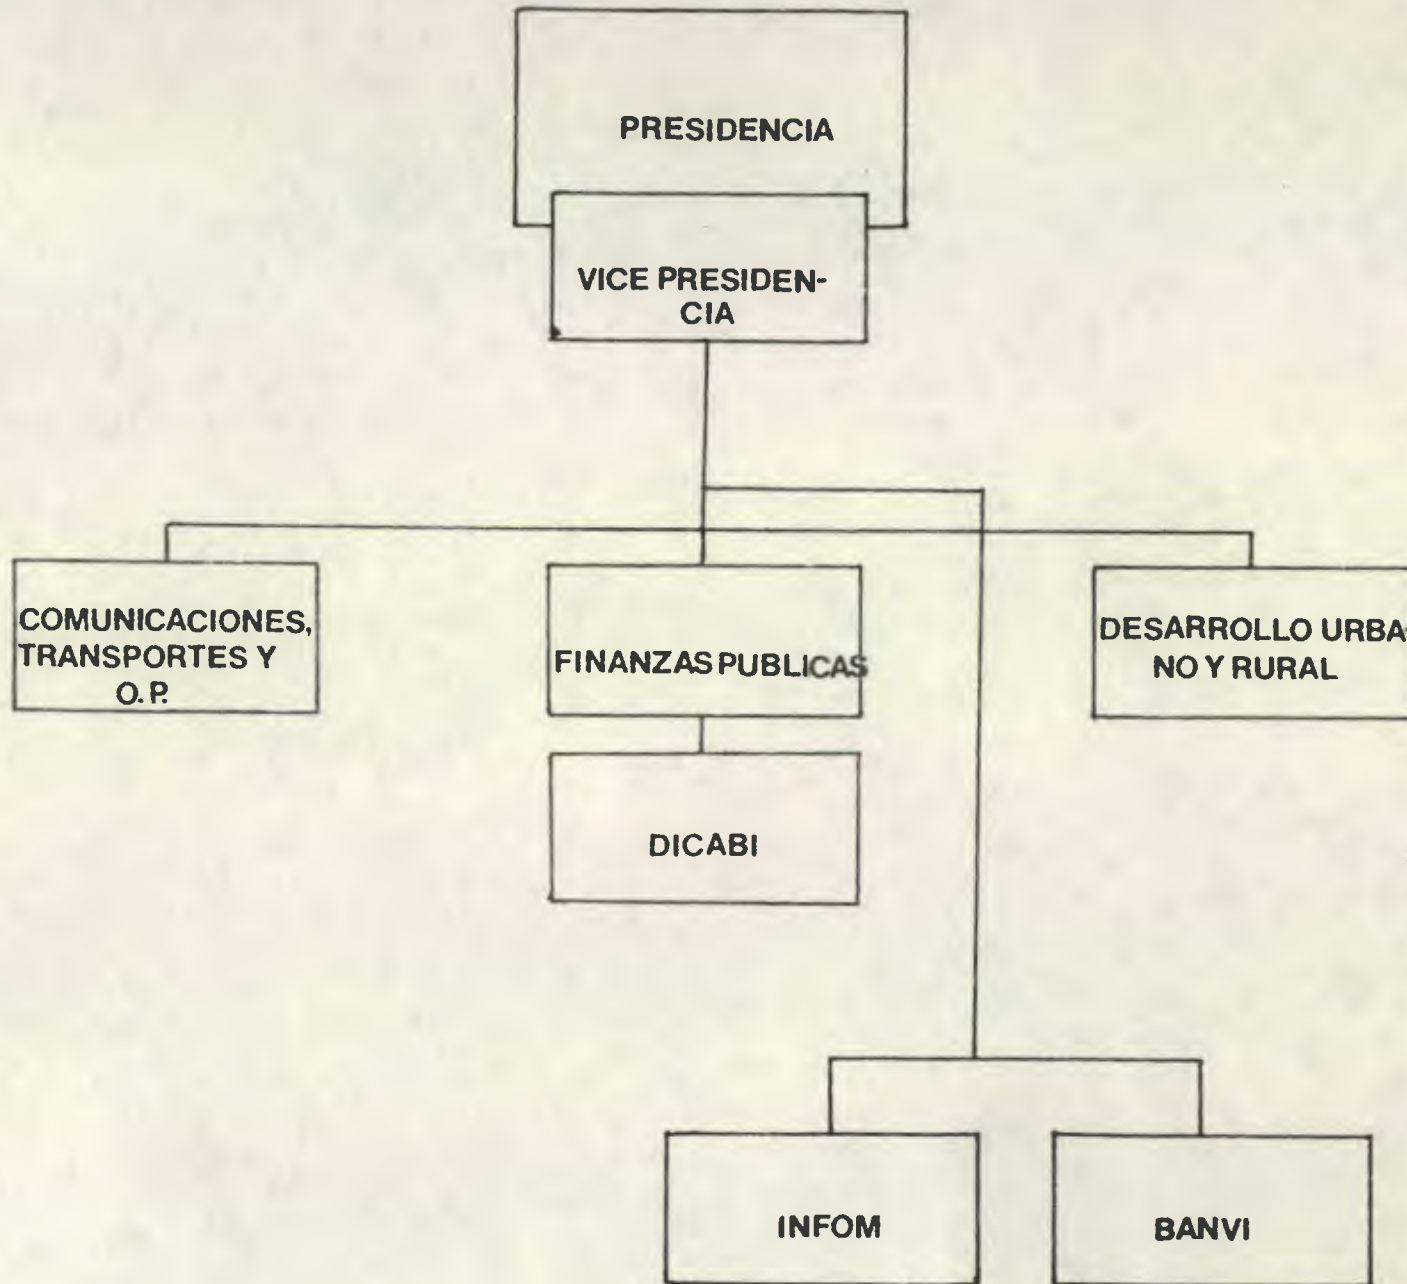 PRESIDENCIA
VICE PRESIDEN-
CIA
COMUNICACIONES,
TRANSPORTES Y
O.P.
FINANZAS PUBLICAS
DESARROLLO URBA-
NO Y RURAL
DICABI
INFOM
BANVI